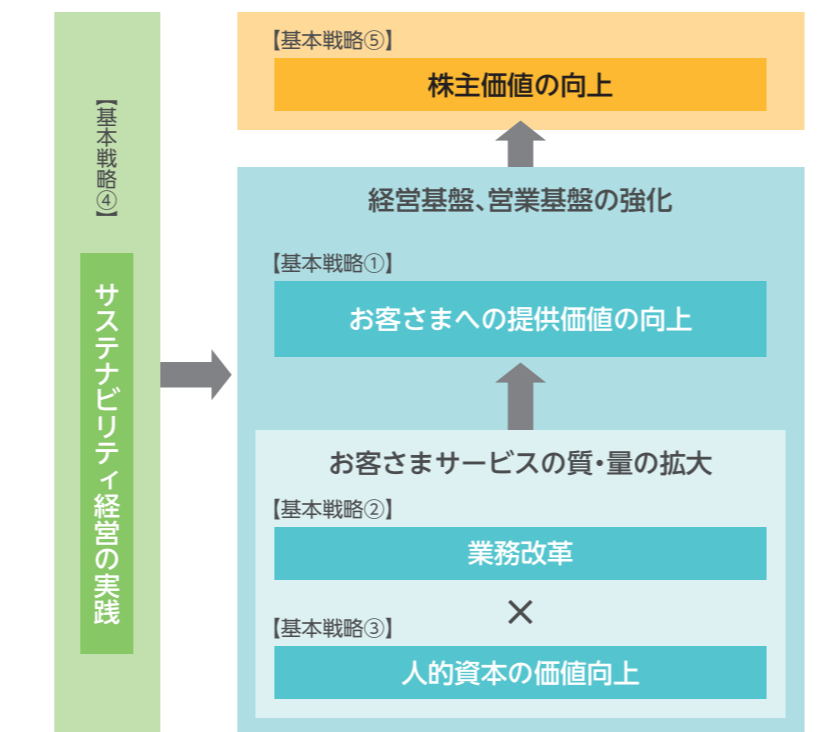 【基本戦略④】
サステナビリティ経営の実践
【基本戦略⑤】
株主価値の向上
経営基盤、営業基盤の強化
【基本戦略①】
お客さまへの提供価値の向上
お客さまサービスの質・量の拡大
【基本戦略②】
業務改革
×
【基本戦略③】
人的資本の価値向上